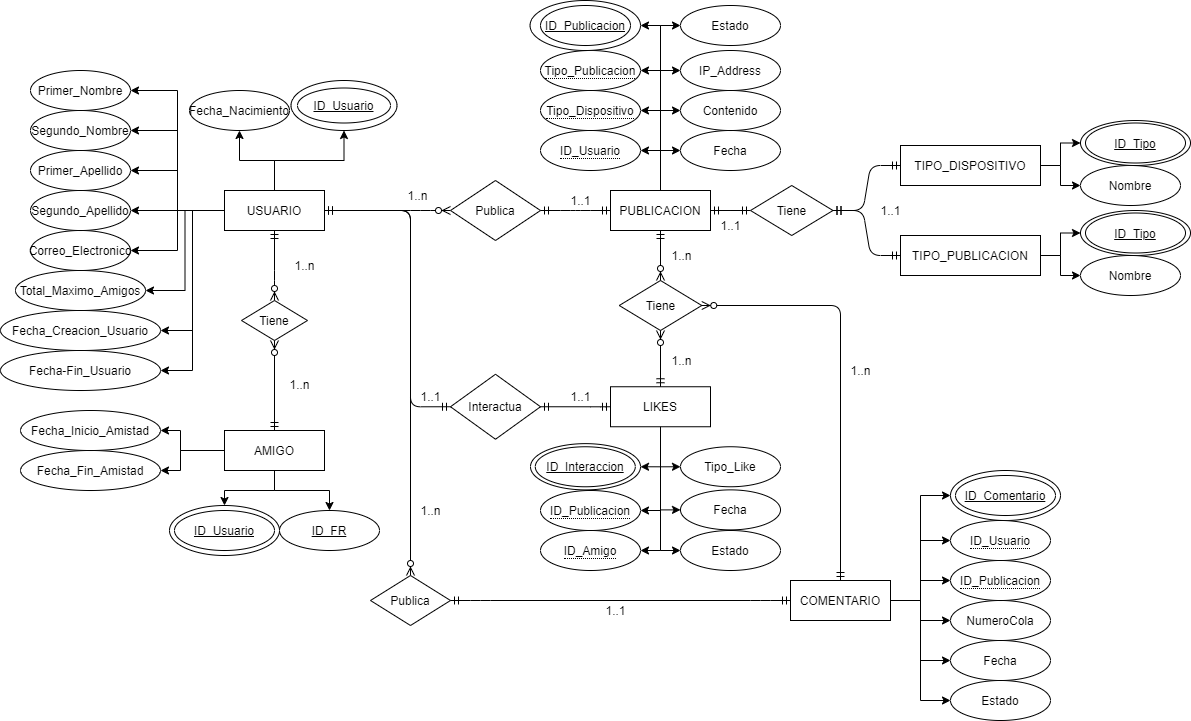 ID_Publicacion
Estado
Tipo_Publicacion
IP_Address
Tipo_Dispositivo
Contenido
ID_Usuario
Fecha
Primer_Nombre
Segundo_Nombre
Primer_Apellido
Segundo_Apellido
Correo_Electronico
Total_Maximo_Amigos
Fecha_Creacion_Usuario
Fecha-Fin_Usuario
Fecha_Nacimiento
ID_Usuario
USUARIO
1..n
Publica
1..1
PUBLICACION
1..1
Tiene
1..1
TIPO_DISPOSITIVO
ID_Tipo
Nombre
TIPO_PUBLICACION
ID_Tipo
Nombre
1..n
Tiene
1..n
1..n
Tiene
1..n
1..n
1..1
Interactua
1..1
LIKES
Fecha_Inicio_Amistad
Fecha_Fin_Amistad
AMIGO
ID_Usuario
ID_FR
ID_Interaccion
Tipo_Like
ID_Publicacion
Fecha
ID_Amigo
Estado
1..n
Publica
1..1
COMENTARIO
ID_Comentario
ID_Usuario
ID_Publicacion
NumeroCola
Fecha
Estado